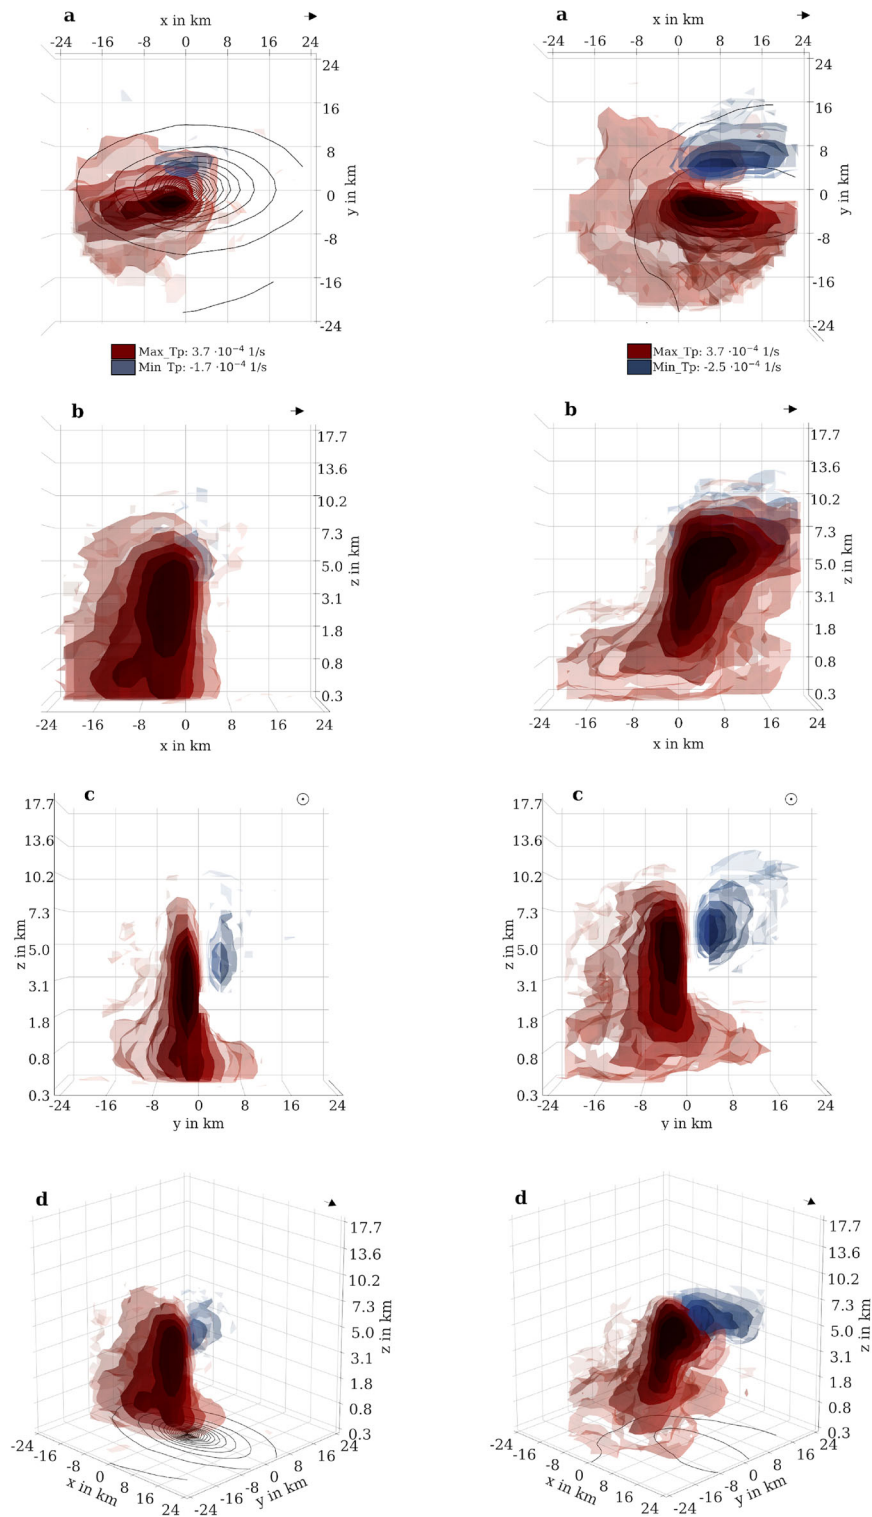 a
x in km
-24 -16 -8 0 8 16 24
24
16
8
0
-8
-16
-24
y in km
Max_Tp: 3.7 ·10⁻⁴ 1/s
Min_Tp: -1.7 ·10⁻⁴ 1/s
a
x in km
-24 -16 -8 0 8 16 24
24
16
8
0
-8
-16
-24
y in km
Max_Tp: 3.7 ·10⁻⁴ 1/s
Min_Tp: -2.5 ·10⁻⁴ 1/s
b
17.7
13.6
10.2
7.3
5.0
3.1
1.8
0.8
0.3
z in km
-24 -16 -8 0 8 16 24
x in km
b
17.7
13.6
10.2
7.3
5.0
3.1
1.8
0.8
0.3
z in km
-24 -16 -8 0 8 16 24
x in km
c
17.7
13.6
10.2
7.3
5.0
3.1
1.8
0.8
0.3
z in km
-24 -16 -8 0 8 16 24
y in km
c
17.7
13.6
10.2
7.3
5.0
3.1
1.8
0.8
0.3
z in km
-24 -16 -8 0 8 16 24
y in km
d
17.7
13.6
10.2
7.3
5.0
3.1
1.8
0.8
0.3
z in km
-24 -8 0 8 16 24
x in km
-24 -16 -8 0 8 16 24
y in km
d
17.7
13.6
10.2
7.3
5.0
3.1
1.8
0.8
0.3
z in km
-24 -8 0 8 16 24
x in km
-24 -16 -8 0 8 16 24
y in km